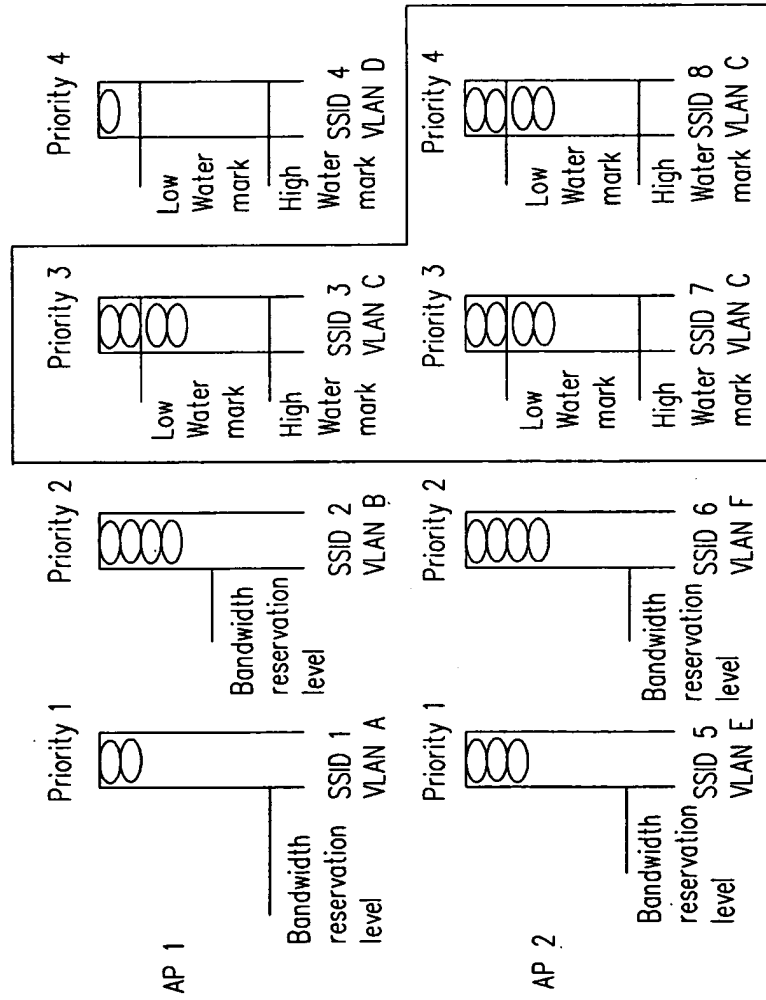 AP 1
Priority 1
Bandwidth
reservation
level
SSID 1
VLAN A
Priority 2
Bandwidth
reservation
level
SSID 2
VLAN B
Priority 3
Low
Water
mark
High
Water
mark
SSID 3
VLAN C
Priority 4
Low
Water
mark
High
Water
mark
SSID 4
VLAN D
AP 2
Priority 1
Bandwidth
reservation
level
SSID 5
VLAN E
Priority 2
Bandwidth
reservation
level
SSID 6
VLAN F
Priority 3
Low
Water
mark
High
Water
mark
SSID 7
VLAN C
Priority 4
Low
Water
mark
High
Water
mark
SSID 8
VLAN C